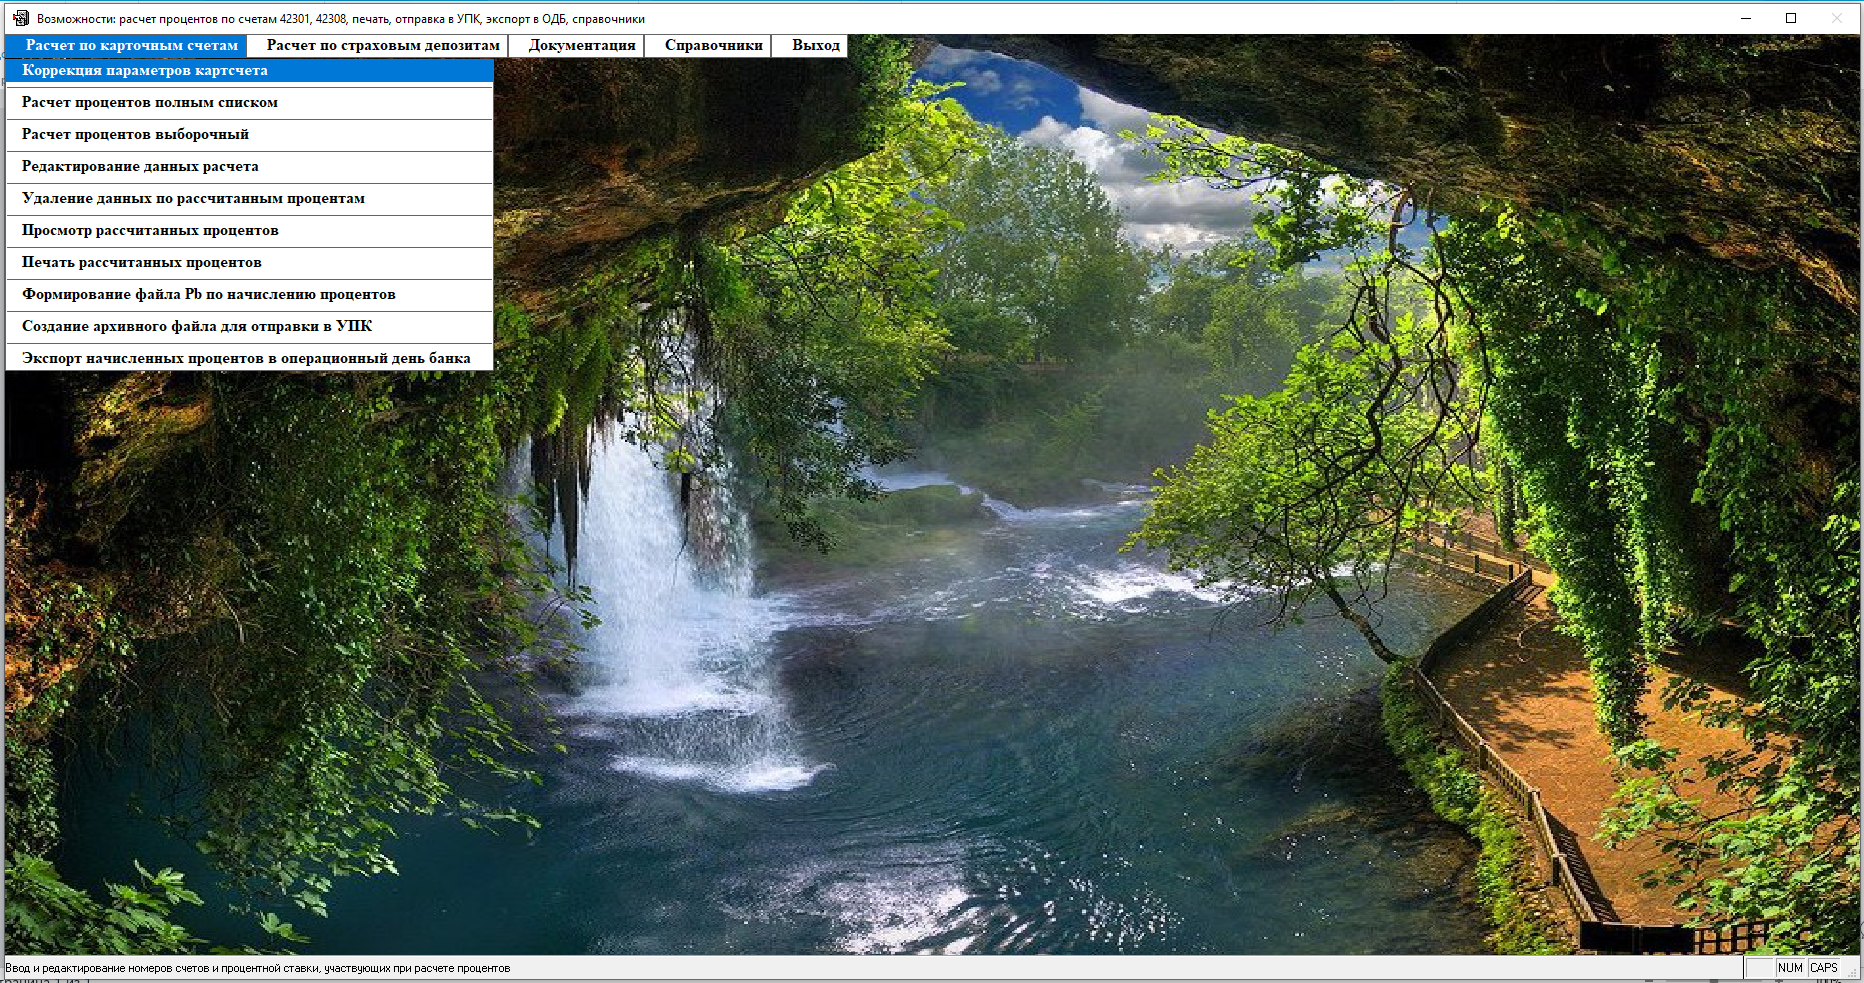 Возможности: расчет процентов по счетам 42301, 42308, печать, отправка в УПК, экспорт в ОДБ, справочники
Расчет по карточным счетам Расчет по страховым депозитам Документация Справочники Выход
Коррекция параметров картсчета
Расчет процентов полным списком
Расчет процентов выборочный
Редактирование данных расчета
Удаление данных по рассчитанным процентам
Просмотр рассчитанных процентов
Печать рассчитанных процентов
Формирование файла Pb по начислению процентов
Создание архивного файла для отправки в УПК
Экспорт начисленных процентов в операционный день банка
Ввод и редактирование номеров счетов и процентной ставки, участвующих при расчете процентов
NUM CAPS